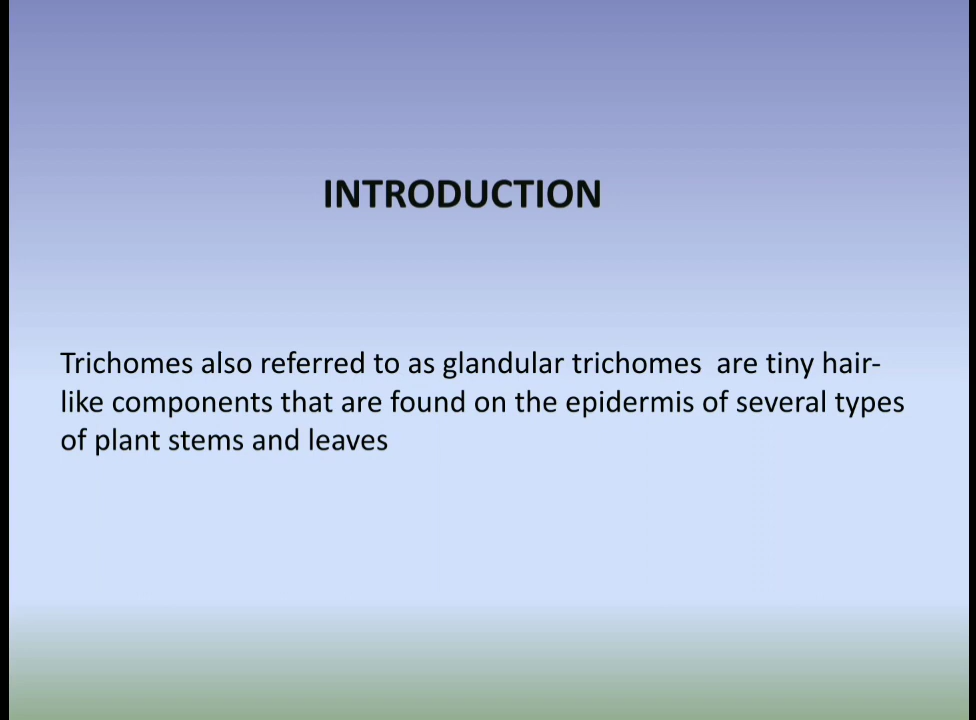 INTRODUCTION
Trichomes also referred to as glandular trichomes  are tiny hair-
like components that are found on the epidermis of several types
of plant stems and leaves